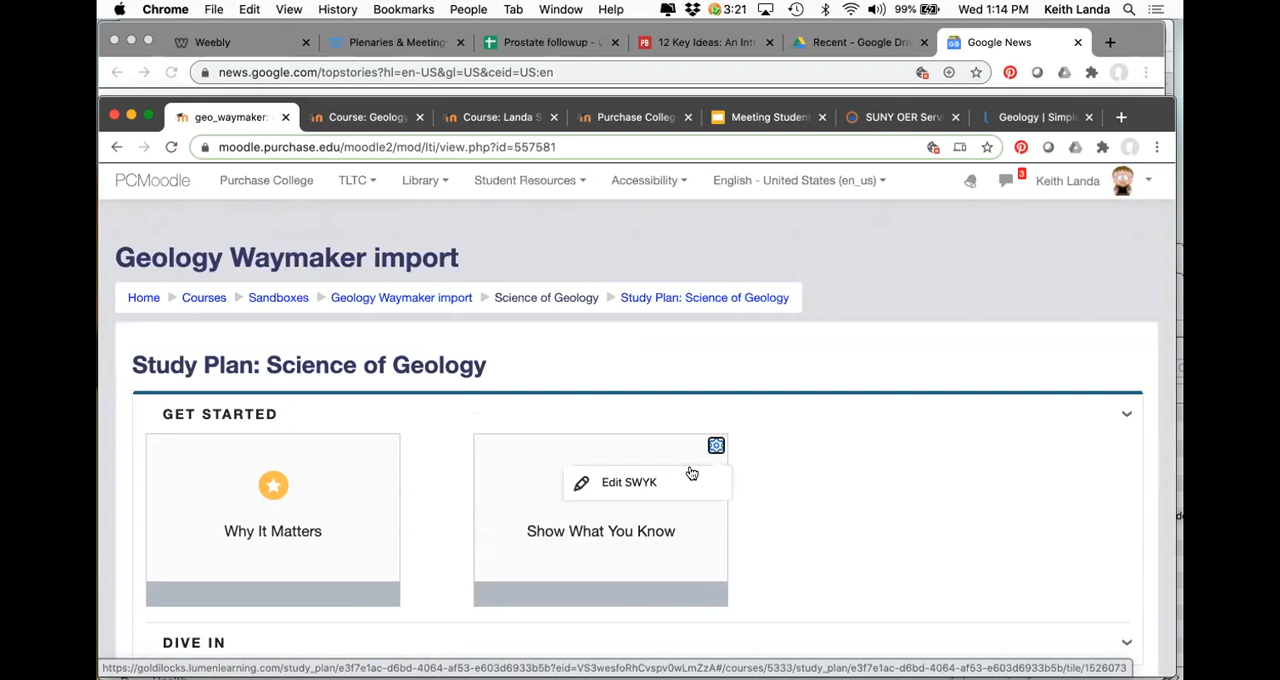 Chrome File Edit View History Bookmarks People Tab Window Help 3:21 99% Wed 1:14 PM Keith Landa
Weebly Plenaries & Meeting Prostate followup - 12 Key Ideas: An Int Recent - Google Dri Google News
news.google.com/topstories?hl=en-US&gl=US&ceid=US:en
geo_waymaker: Course: Geology Course: Landa S Purchase Colleg Meeting Student SUNY OER Serv Geology | Simpl
moodle.purchase.edu/moodle2/mod/lti/view.php?id=557581
PCMoodle Purchase College TLTC Library Student Resources Accessibility English - United States (en_us) 3 Keith Landa
Geology Waymaker import
Home Courses Sandboxes Geology Waymaker import Science of Geology Study Plan: Science of Geology
Study Plan: Science of Geology
GET STARTED
Edit SWYK
Why It Matters Show What You Know
DIVE IN
https://goldilocks.lumenlearning.com/study_plan/e3f7e1ac-d6bd-4064-af53-e603d6933b5b?eid=VS3wesfoRhCvspv0wLmZzA#/courses/5333/study_plan/e3f7e1ac-d6bd-4064-af53-e603d6933b5b/tile/1526073